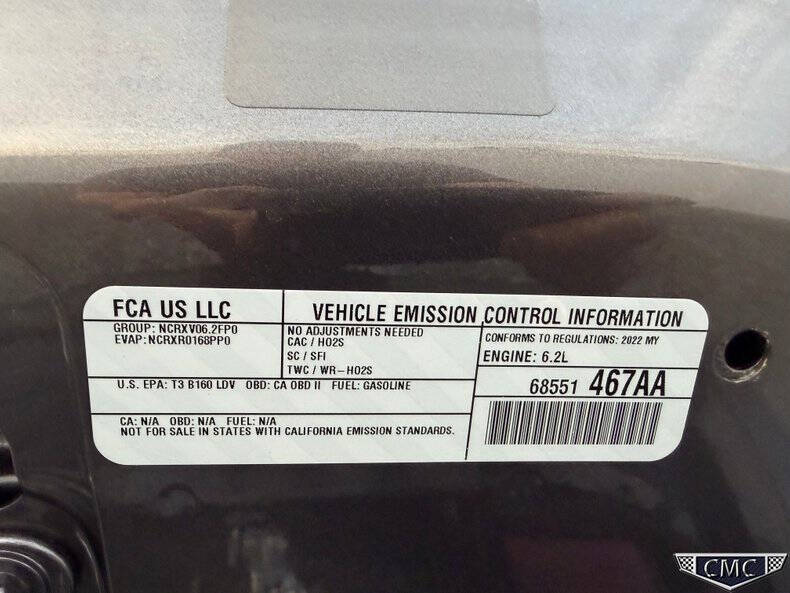 FCA US LLC
VEHICLE EMISSION CONTROL INFORMATION
GROUP: NCRXV06.2FP0
EVAP: NCRXR0168PP0
NO ADJUSTMENTS NEEDED
CAC / HO2S
SC / SFI
TWC / WR-HO2S
CONFORMS TO REGULATIONS: 2022 MY
ENGINE: 6.2L
U.S. EPA: T3 B160 LDV OBD: CA OBD II FUEL: GASOLINE
68551 467AA
CA: N/A OBD: N/A FUEL: N/A
NOT FOR SALE IN STATES WITH CALIFORNIA EMISSION STANDARDS.
CMC